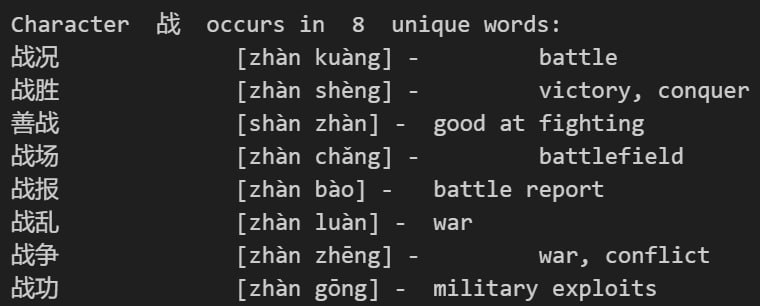 Character 战 occurs in 8 unique words:
战况 [zhàn kuàng] - battle
战胜 [zhàn shèng] - victory, conquer
善战 [shàn zhàn] - good at fighting
战场 [zhàn chǎng] - battlefield
战报 [zhàn bào] - battle report
战乱 [zhàn luàn] - war
战争 [zhàn zhēng] - war, conflict
战功 [zhàn gōng] - military exploits